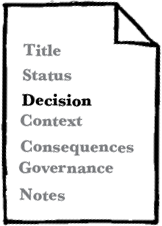 Title
Status
Decision
Context
Consequences
Governance
Notes